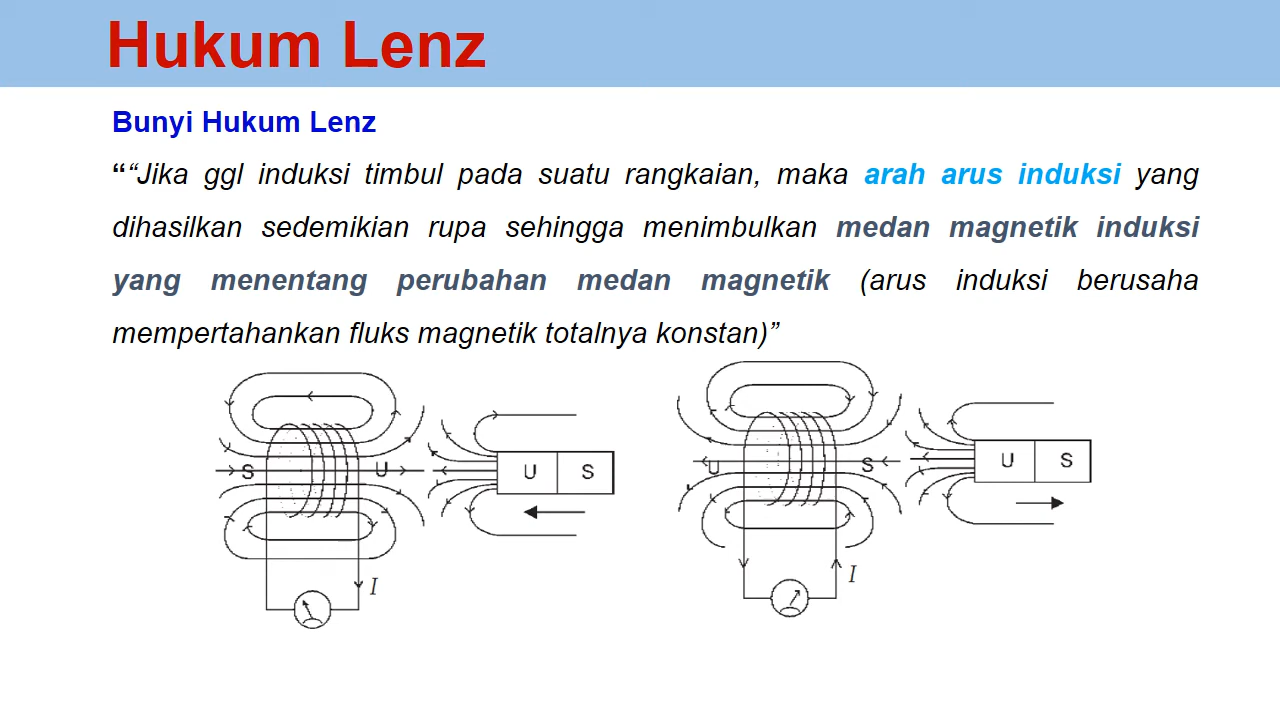 Hukum Lenz
Bunyi Hukum Lenz
““Jika ggl induksi timbul pada suatu rangkaian, maka arah arus induksi yang
dihasilkan sedemikian rupa sehingga menimbulkan medan magnetik induksi
yang menentang perubahan medan magnetik (arus induksi berusaha
mempertahankan fluks magnetik totalnya konstan)”
S U U S
I
U S U S
I